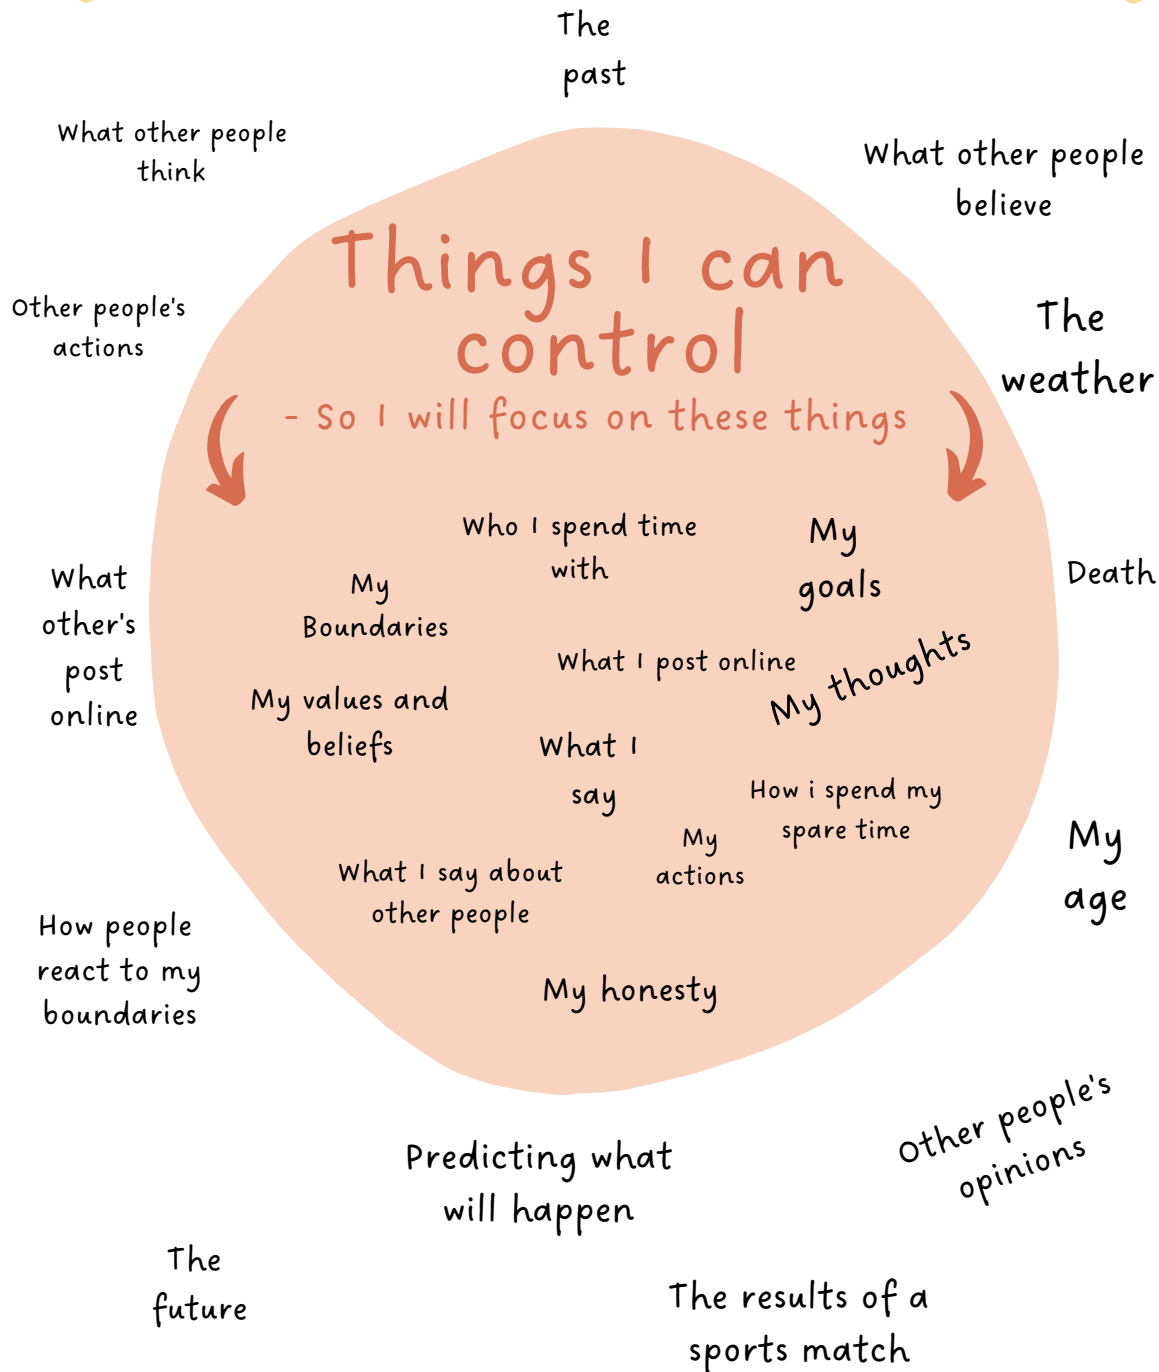 The
past
What other people
think
What other people
believe
Other people's
actions
The
weather
Things I can
control
- So I will focus on these things
Who I spend time
with
My
goals
My
Boundaries
What I post online
My thoughts
My values and
beliefs
What I
say
How i spend my
spare time
My
actions
What I say about
other people
My honesty
What
other's
post
online
Death
My
age
How people
react to my
boundaries
Other people's
opinions
Predicting what
will happen
The
future
The results of a
sports match